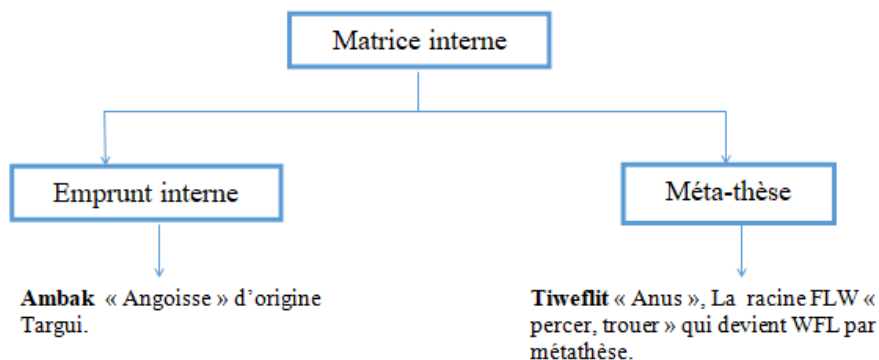 Matrice interne
Emprunt interne
Méta-thèse
Ambak « Angoisse » d’origine
Targui.
Tiweflit « Anus », La racine FLW «
percer, trouer » qui devient WFL par
métathèse.